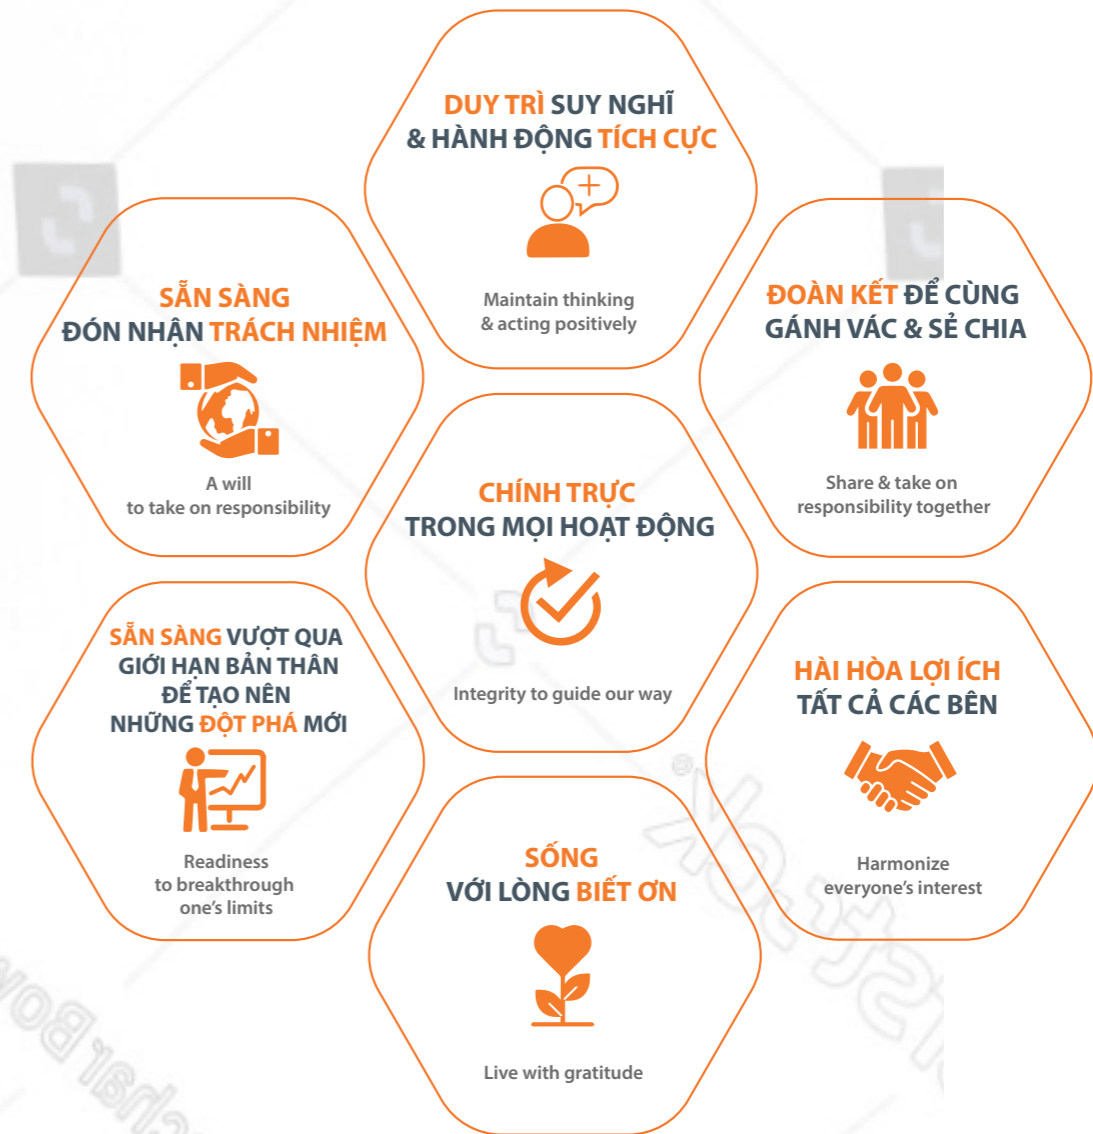 DUY TRÌ SUY NGHĨ
& HÀNH ĐỘNG TÍCH CỰC
Maintain thinking
& acting positively
SẴN SÀNG
ĐÓN NHẬN TRÁCH NHIỆM
A will
to take on responsibility
ĐOÀN KẾT ĐỂ CÙNG
GÁNH VÁC & SẺ CHIA
Share & take on
responsibility together
CHÍNH TRỰC
TRONG MỌI HOẠT ĐỘNG
Integrity to guide our way
SẴN SÀNG VƯỢT QUA
GIỚI HẠN BẢN THÂN
ĐỂ TẠO NÊN
NHỮNG ĐỘT PHÁ MỚI
Readiness
to breakthrough
one's limits
HÀI HÒA LỢI ÍCH
TẤT CẢ CÁC BÊN
Harmonize
everyone's interest
SỐNG
VỚI LÒNG BIẾT ƠN
Live with gratitude